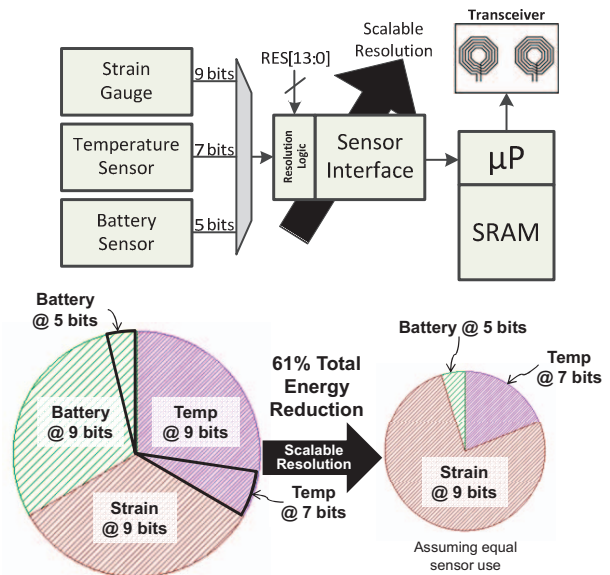 Transceiver
Scalable
Resolution
Strain
Gauge
9 bits
RES[13:0]
Temperature
Sensor
7 bits
Resolution
Logic
Sensor
Interface
μP
SRAM
Battery
Sensor
5 bits
Battery
@ 5 bits
Battery
@ 9 bits
Temp
@ 9 bits
Strain
@ 9 bits
Temp
@ 7 bits
61% Total
Energy
Reduction
Scalable
Resolution
Battery @ 5 bits
Temp
@ 7 bits
Strain
@ 9 bits
Assuming equal
sensor use